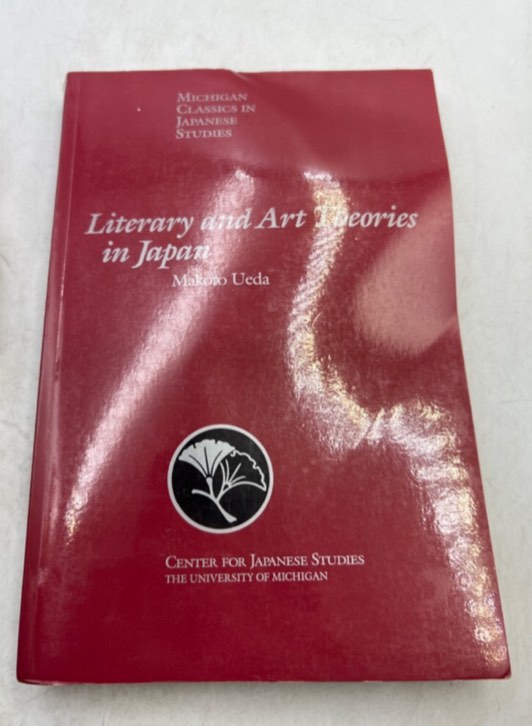 MICHIGAN
CLASSICS IN
JAPANESE
STUDIES
Literary and Art Theories
in Japan
Makoto Ueda
CENTER FOR JAPANESE STUDIES
THE UNIVERSITY OF MICHIGAN